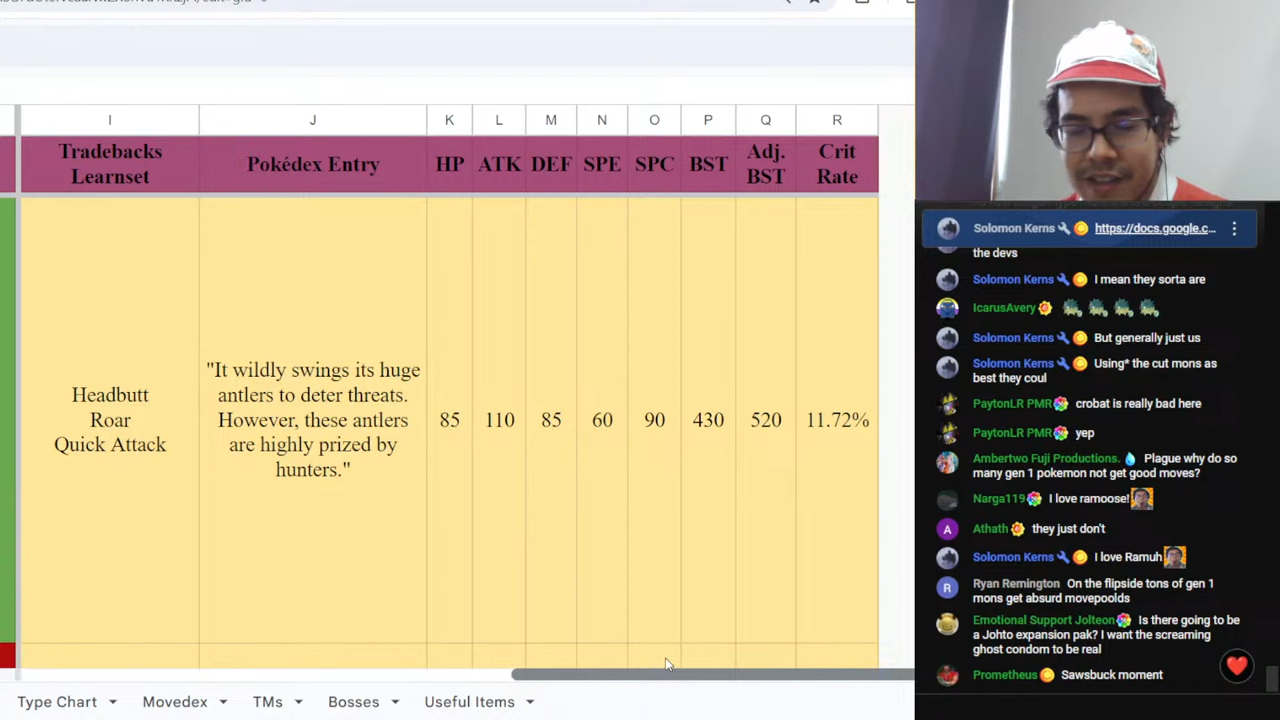 I J K L M N O P Q R
Tradebacks Learnset Pokédex Entry HP ATK DEF SPE SPC BST Adj. BST Crit Rate
Headbutt
Roar
Quick Attack
"It wildly swings its huge
antlers to deter threats.
However, these antlers
are highly prized by
hunters."
85 110 85 60 90 430 520 11.72%
Type Chart Movedex TMs Bosses Useful Items
Solomon Kerns https://docs.google.c...
the devs
Solomon Kerns I mean they sorta are
IcarusAvery
Solomon Kerns But generally just us
Solomon Kerns Using* the cut mons as
best they coul
PaytonLR PMR crobat is really bad here
PaytonLR PMR yep
Ambertwo Fuji Productions. Plague why do so
many gen 1 pokemon not get good moves?
Narga119 I love ramoose!
Athath they just don't
Solomon Kerns I love Ramuh
Ryan Remington On the flipside tons of gen 1
mons get absurd movepoolds
Emotional Support Jolteon Is there going to be
a Johto expansion pak? I want the screaming
ghost condom to be real
Prometheus Sawsbuck moment